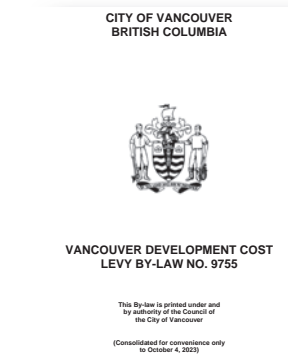 CITY OF VANCOUVER
BRITISH COLUMBIA
VANCOUVER DEVELOPMENT COST
LEVY BY-LAW NO. 9755
This By-law is printed under and
by authority of the Council of
the City of Vancouver
(Consolidated for convenience only
to October 4, 2023)